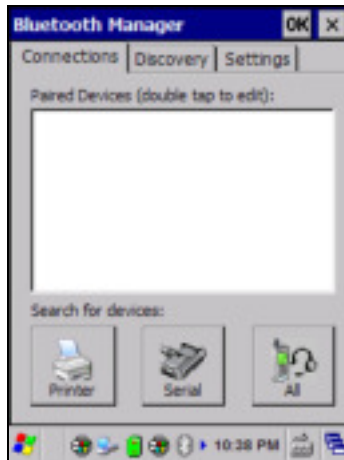 Bluetooth Manager OK ×
Connections Discovery Settings
Paired Devices (double tap to edit):
Search for devices:
Printer Serial All
10:38 PM